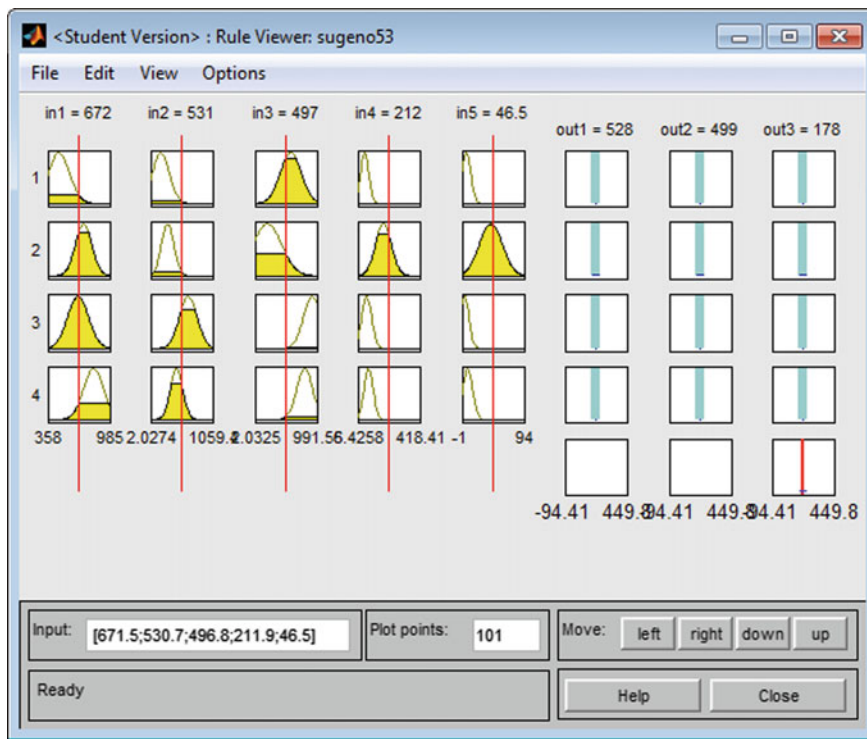 <Student Version> : Rule Viewer: sugeno53
File Edit View Options
in1 = 672 in2 = 531 in3 = 497 in4 = 212 in5 = 46.5
out1 = 528 out2 = 499 out3 = 178
1
2
3
4
358 985 2.0274 1059.4 2.0325 991.56 6.4258 418.41 -1 94
-94.41 449.8 -94.41 449.8 -94.41 449.8
Input: [671.5;530.7;496.8;211.9;46.5] Plot points: 101 Move: left right down up
Ready Help Close